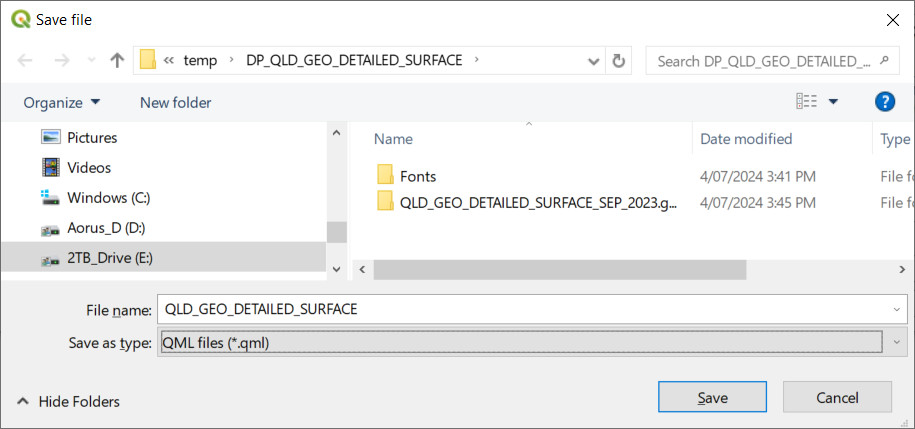 Save file
« temp › DP_QLD_GEO_DETAILED_SURFACE ›
Search DP_QLD_GEO_DETAILED_...
Organize
New folder
?
Pictures
Videos
Windows (C:)
Aorus_D (D:)
2TB_Drive (E:)
Name Date modified Type
Fonts 4/07/2024 3:41 PM File fo
QLD_GEO_DETAILED_SURFACE_SEP_2023.g... 4/07/2024 3:45 PM File fo
File name: QLD_GEO_DETAILED_SURFACE
Save as type: QML files (*.qml)
Hide Folders
Save
Cancel